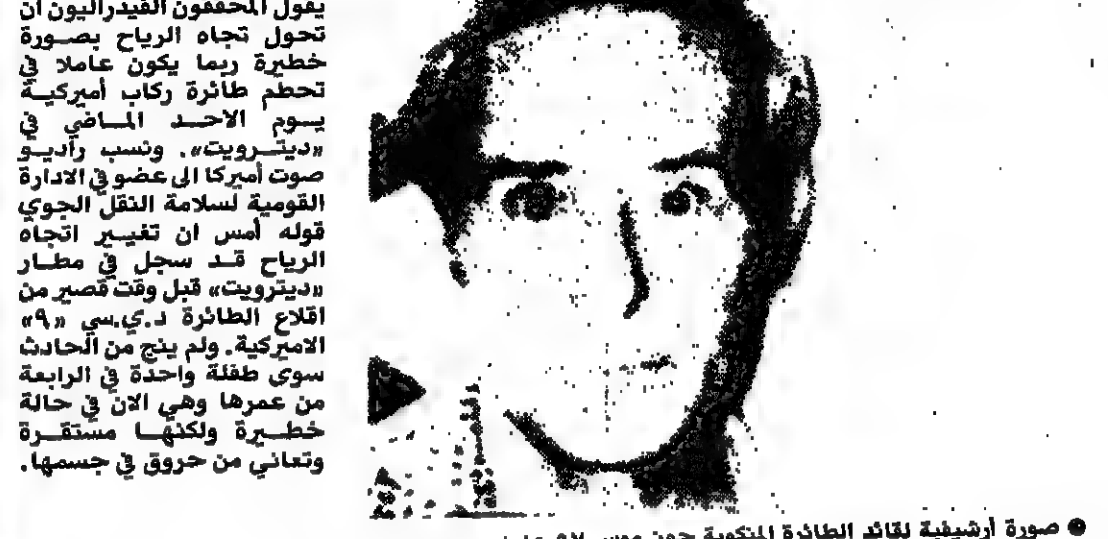 يقول المحققون الفيدراليون ان
تحول تجاه الرياح بصورة
خطيرة ربما يكون عاملا في
تحطم طائرة ركاب أميركية
يوم الاحد الماضي في
«ديترويت». ونسب راديو
صوت أميركا الى عضو في الادارة
القومية لسلامة النقل الجوي
قوله أمس ان تغيير اتجاه
الرياح قد سجل في مطار
«ديترويت» قبل وقت قصير من
اقلاع الطائرة د.ي.سي «٩»
الاميركية. ولم ينج من الحادث
سوى طفلة واحدة في الرابعة
من عمرها وهي الان في حالة
خطيرة ولكنها مستقرة
وتعاني من حروق في جسمها.
● صورة أرشيفية لقائد الطائرة المنكوبة جون